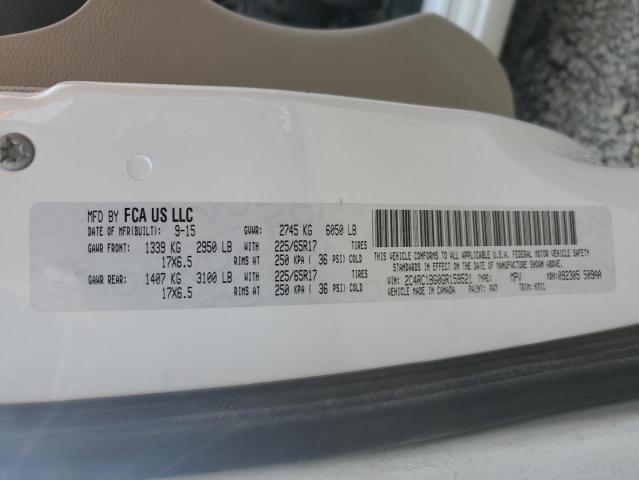 MFD BY FCA US LLC
DATE OF MFR(BUILT): 9-15 GVWR: 2745 KG 6050 LB
GAWR FRONT: 1339 KG 2950 LB WITH 225/65R17 TIRES
17X6.5 RIMS AT 250 KPA ( 36 PSI) COLD
GAWR REAR: 1407 KG 3100 LB WITH 225/65R17 TIRES
17X6.5 RIMS AT 250 KPA ( 36 PSI) COLD
THIS VEHICLE CONFORMS TO ALL APPLICABLE U.S.A. FEDERAL MOTOR VEHICLE SAFETY
STANDARDS IN EFFECT ON THE DATE OF MANUFACTURE SHOWN ABOVE.
VIN: 2C4RC1BG0GR158521 TYPE: MPV MDH:092305 509AA
VEHICLE MADE IN CANADA PAINT: PW7 TRIM: